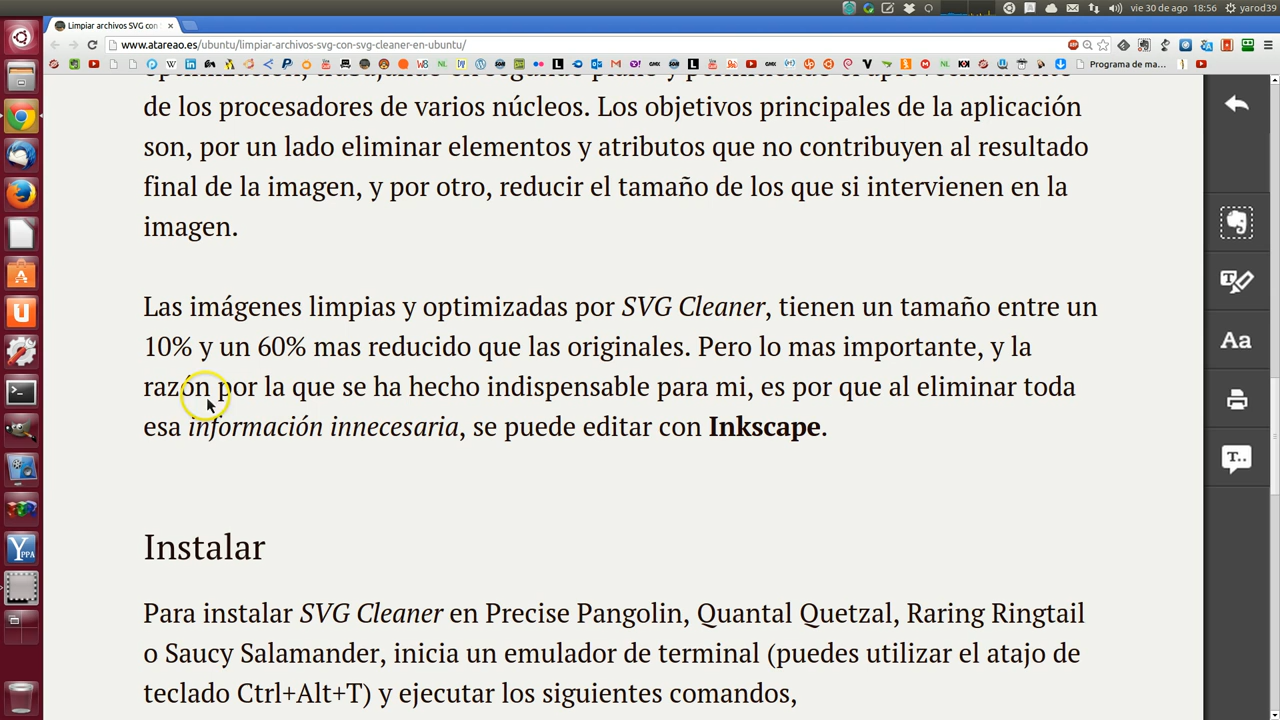 vie 30 de ago
18:56
yarod39
Limpiar archivos SVG con
www.atareao.es/ubuntu/limpiar-archivos-svg-con-svg-cleaner-en-ubuntu/
Programa de ma...
de los procesadores de varios núcleos. Los objetivos principales de la aplicación
son, por un lado eliminar elementos y atributos que no contribuyen al resultado
final de la imagen, y por otro, reducir el tamaño de los que si intervienen en la
imagen.
Las imágenes limpias y optimizadas por SVG Cleaner, tienen un tamaño entre un
10% y un 60% mas reducido que las originales. Pero lo mas importante, y la
razón por la que se ha hecho indispensable para mi, es por que al eliminar toda
esa información innecesaria, se puede editar con Inkscape.
Instalar
Para instalar SVG Cleaner en Precise Pangolin, Quantal Quetzal, Raring Ringtail
o Saucy Salamander, inicia un emulador de terminal (puedes utilizar el atajo de
teclado Ctrl+Alt+T) y ejecutar los siguientes comandos,
Aa
T..